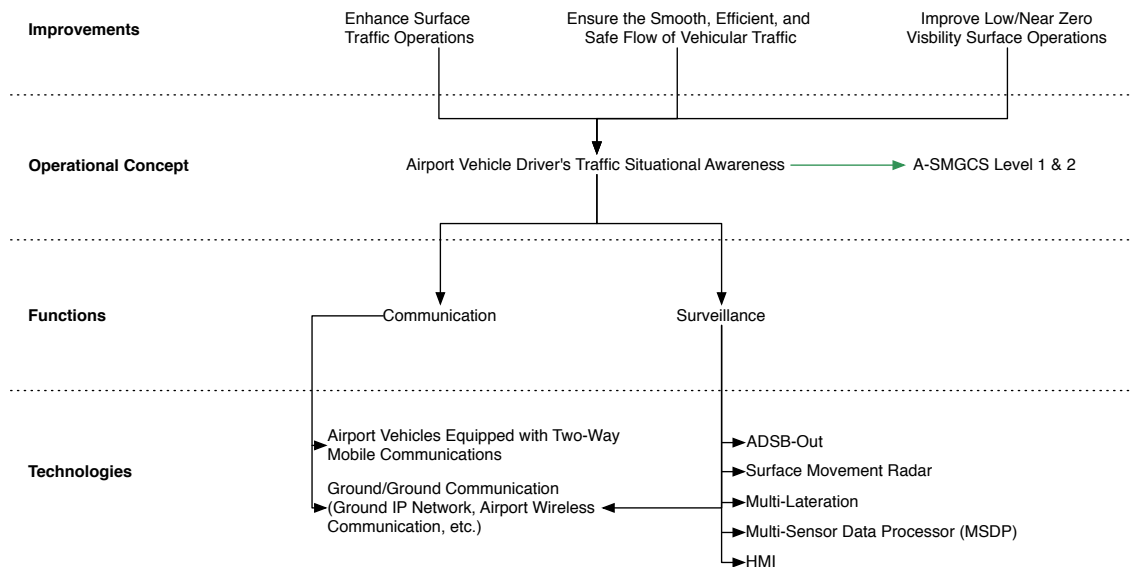 Improvements
Enhance Surface
Traffic Operations
Ensure the Smooth, Efficient, and
Safe Flow of Vehicular Traffic
Improve Low/Near Zero
Visbility Surface Operations
Operational Concept
Airport Vehicle Driver's Traffic Situational Awareness
A-SMGCS Level 1 & 2
Functions
Communication
Surveillance
Technologies
Airport Vehicles Equipped with Two-Way
Mobile Communications
Ground/Ground Communication
(Ground IP Network, Airport Wireless
Communication, etc.)
ADSB-Out
Surface Movement Radar
Multi-Lateration
Multi-Sensor Data Processor (MSDP)
HMI